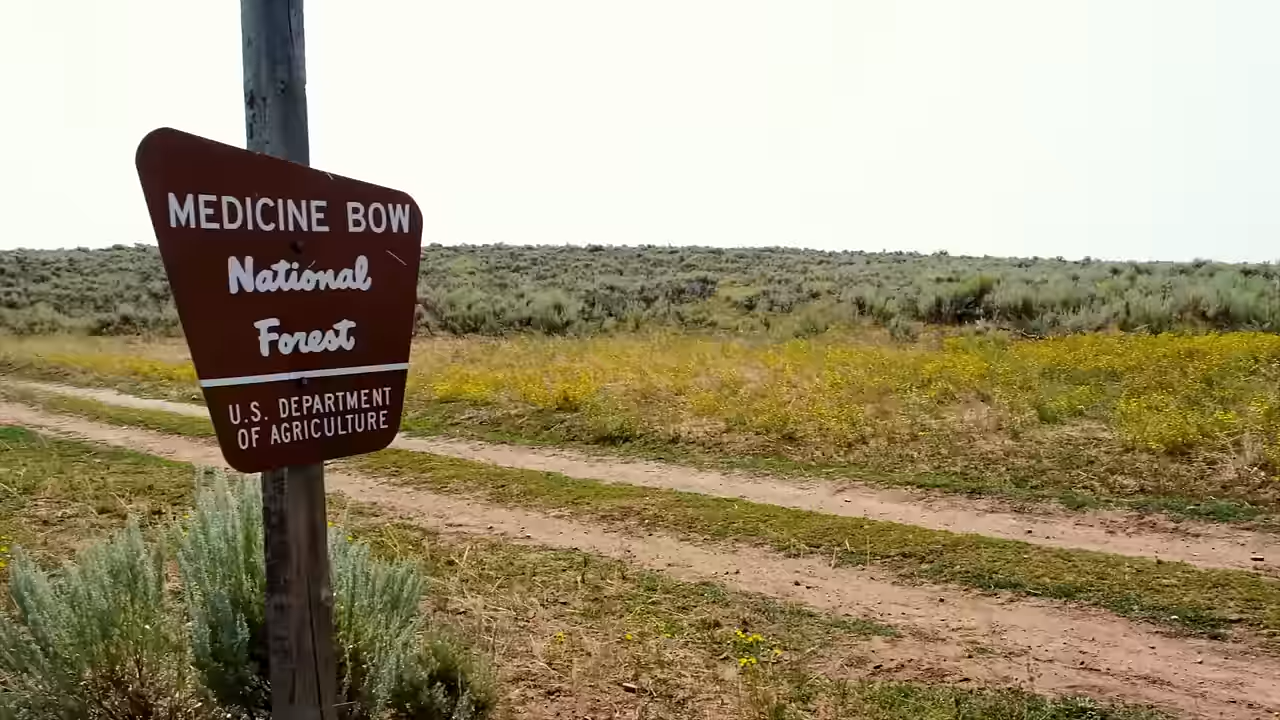 MEDICINE BOW
National
Forest
U.S. DEPARTMENT
OF AGRICULTURE